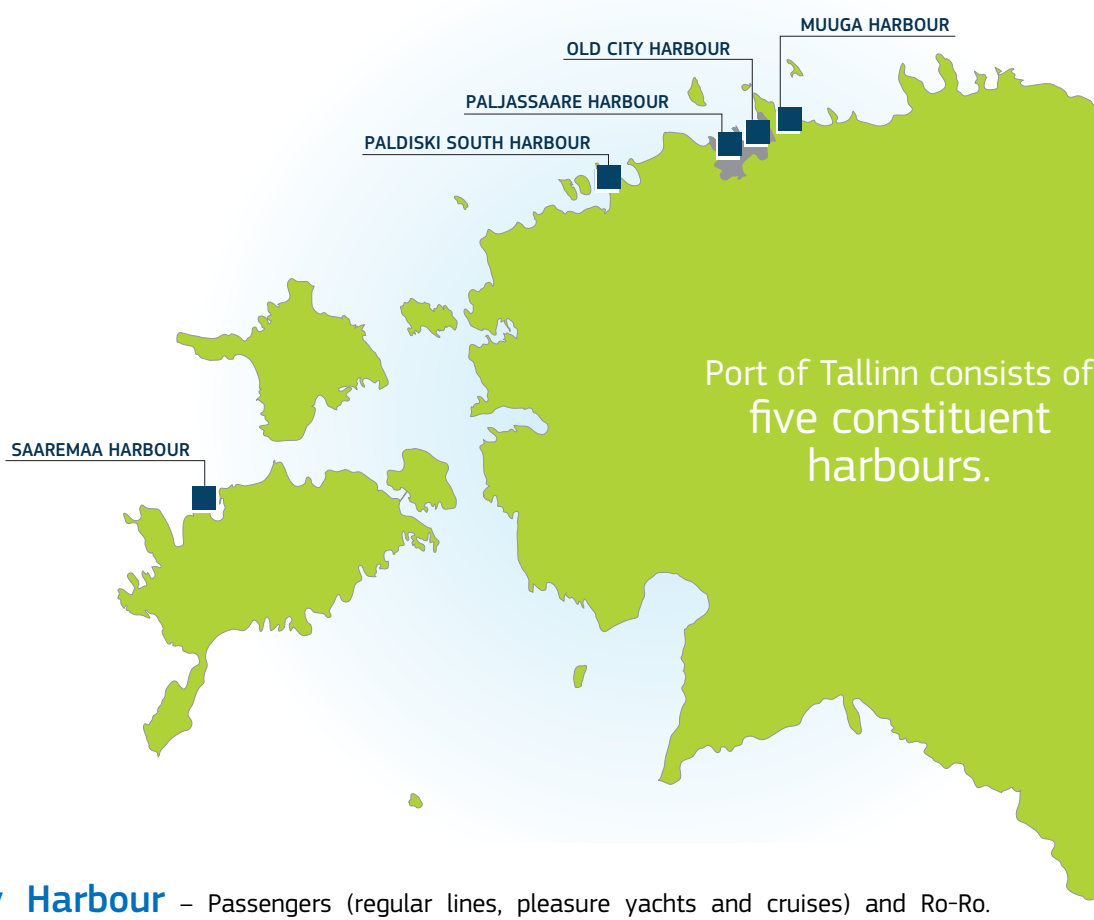 MUUGA HARBOUR
OLD CITY HARBOUR
PALJASSAARE HARBOUR
PALDISKI SOUTH HARBOUR
Port of Tallinn consists of
five constituent
harbours.
SAAREMAA HARBOUR
Harbour – Passengers (regular lines, pleasure yachts and cruises) and Ro-Ro.